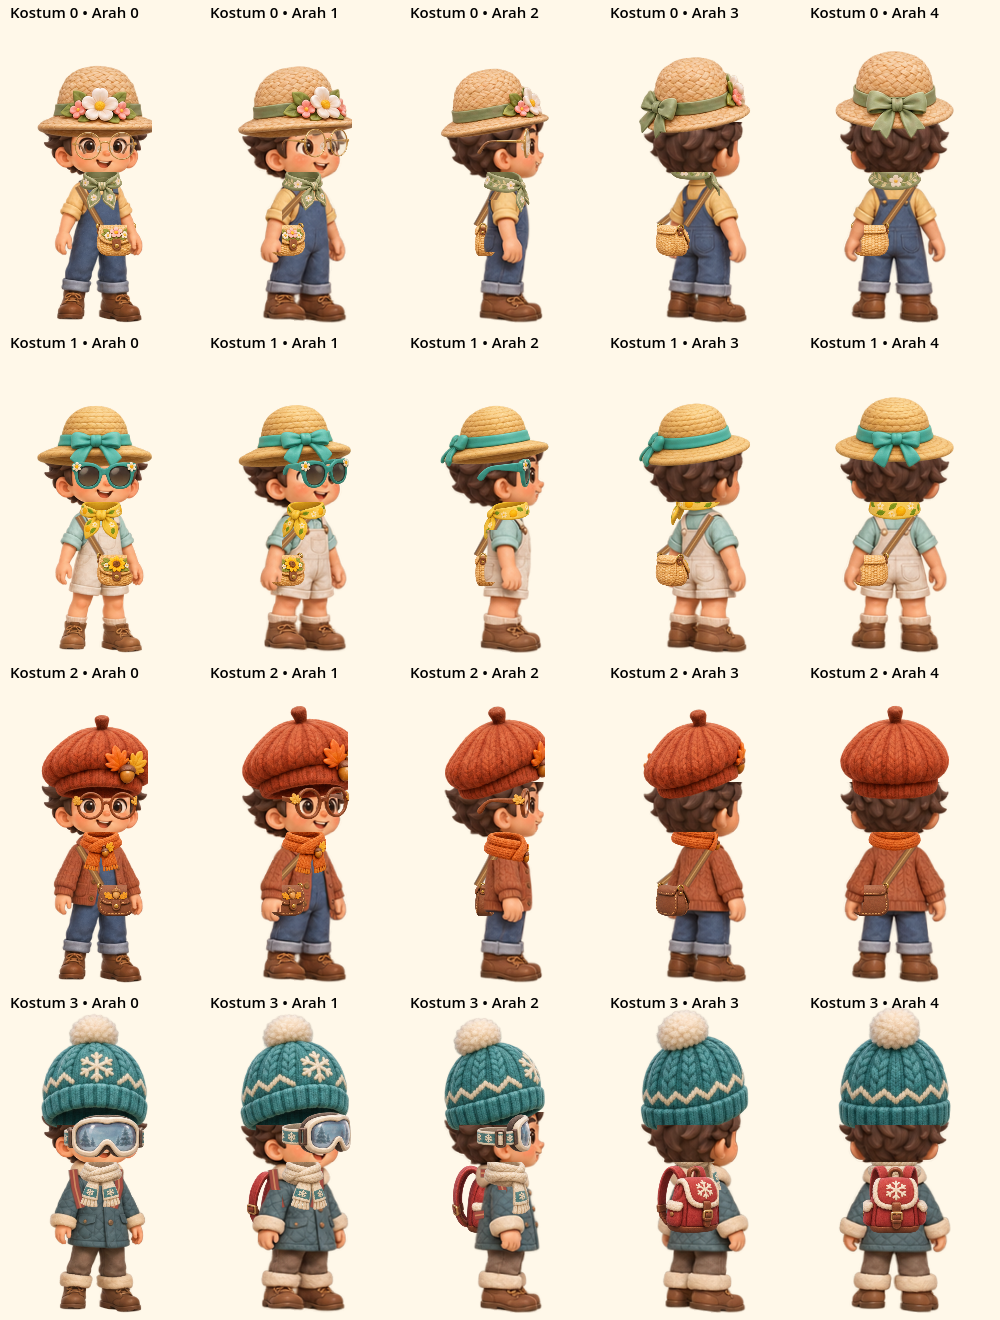 Kostum 0 • Arah 0
Kostum 0 • Arah 1
Kostum 0 • Arah 2
Kostum 0 • Arah 3
Kostum 0 • Arah 4
Kostum 1 • Arah 0
Kostum 1 • Arah 1
Kostum 1 • Arah 2
Kostum 1 • Arah 3
Kostum 1 • Arah 4
Kostum 2 • Arah 0
Kostum 2 • Arah 1
Kostum 2 • Arah 2
Kostum 2 • Arah 3
Kostum 2 • Arah 4
Kostum 3 • Arah 0
Kostum 3 • Arah 1
Kostum 3 • Arah 2
Kostum 3 • Arah 3
Kostum 3 • Arah 4